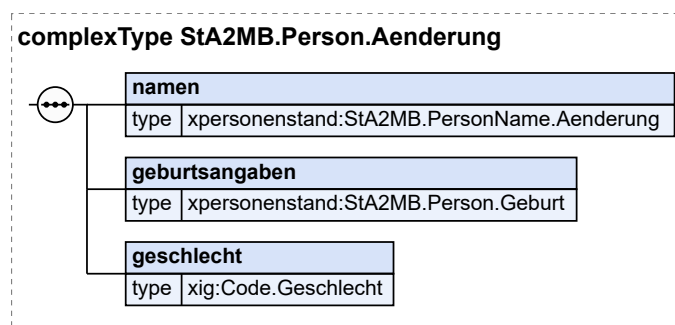 complexType StA2MB.Person.Aenderung
namen
type xpersonenstand:StA2MB.PersonName.Aenderung
geburtsangaben
type xpersonenstand:StA2MB.Person.Geburt
geschlecht
type xig:Code.Geschlecht